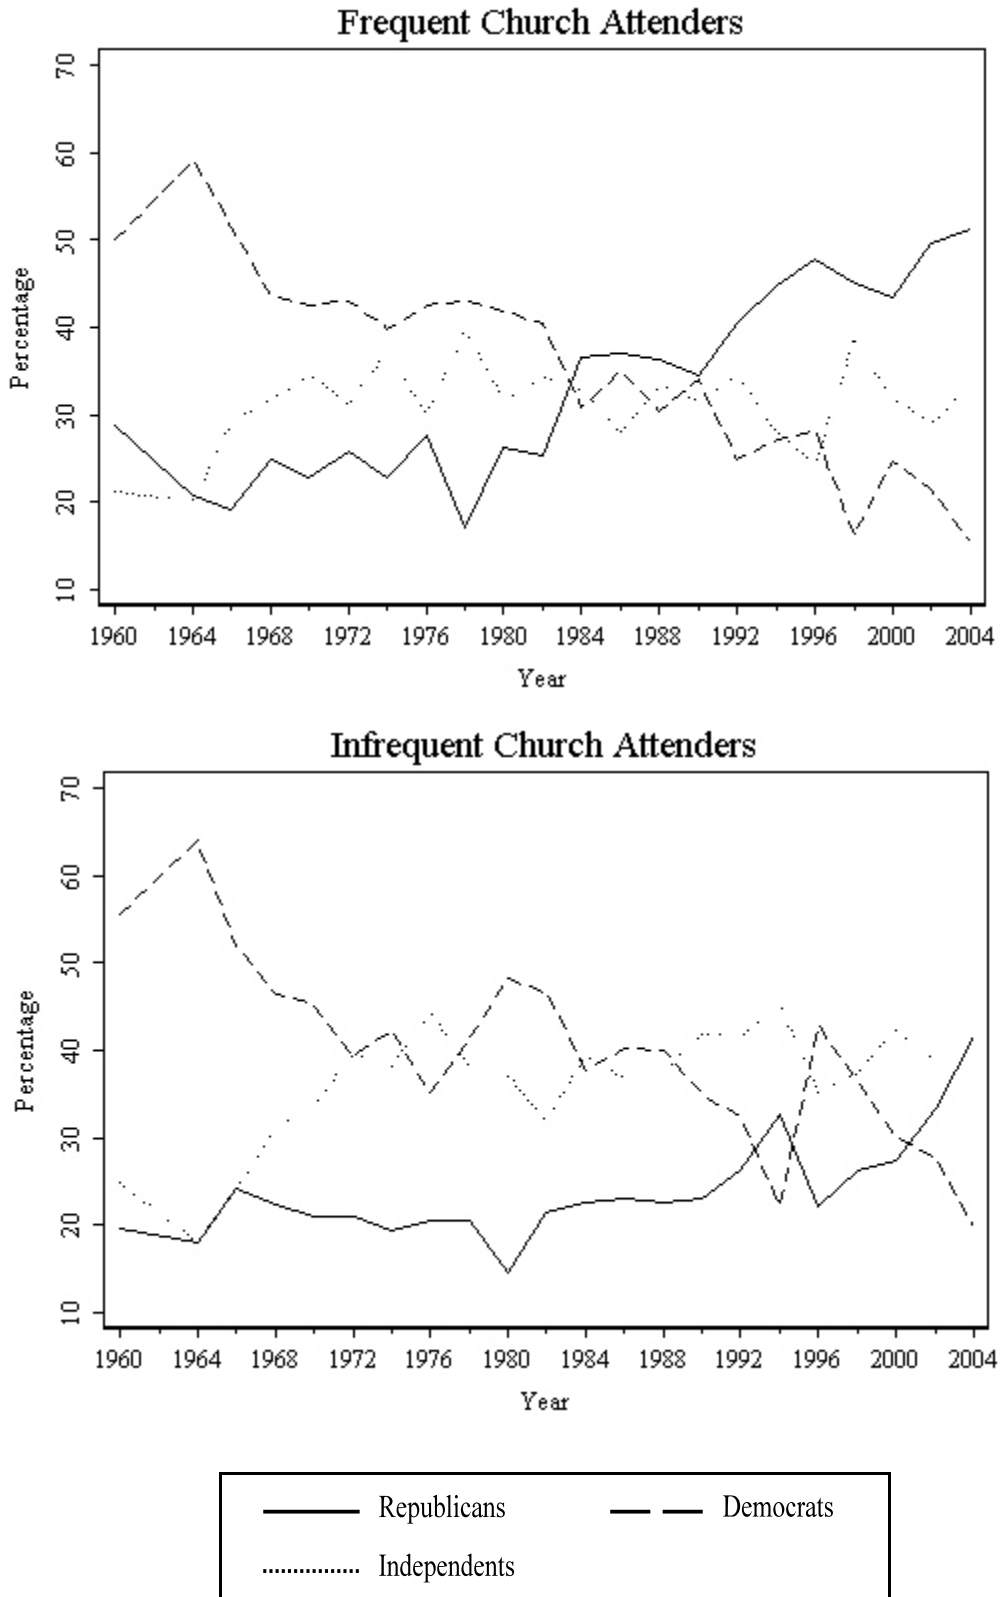 Frequent Church Attenders
70
60
50
40
30
20
10
Percentage
1960 1964 1968 1972 1976 1980 1984 1988 1992 1996 2000 2004
Year
Infrequent Church Attenders
70
60
50
40
30
20
10
Percentage
1960 1964 1968 1972 1976 1980 1984 1988 1992 1996 2000 2004
Year
Republicans Democrats
Independents